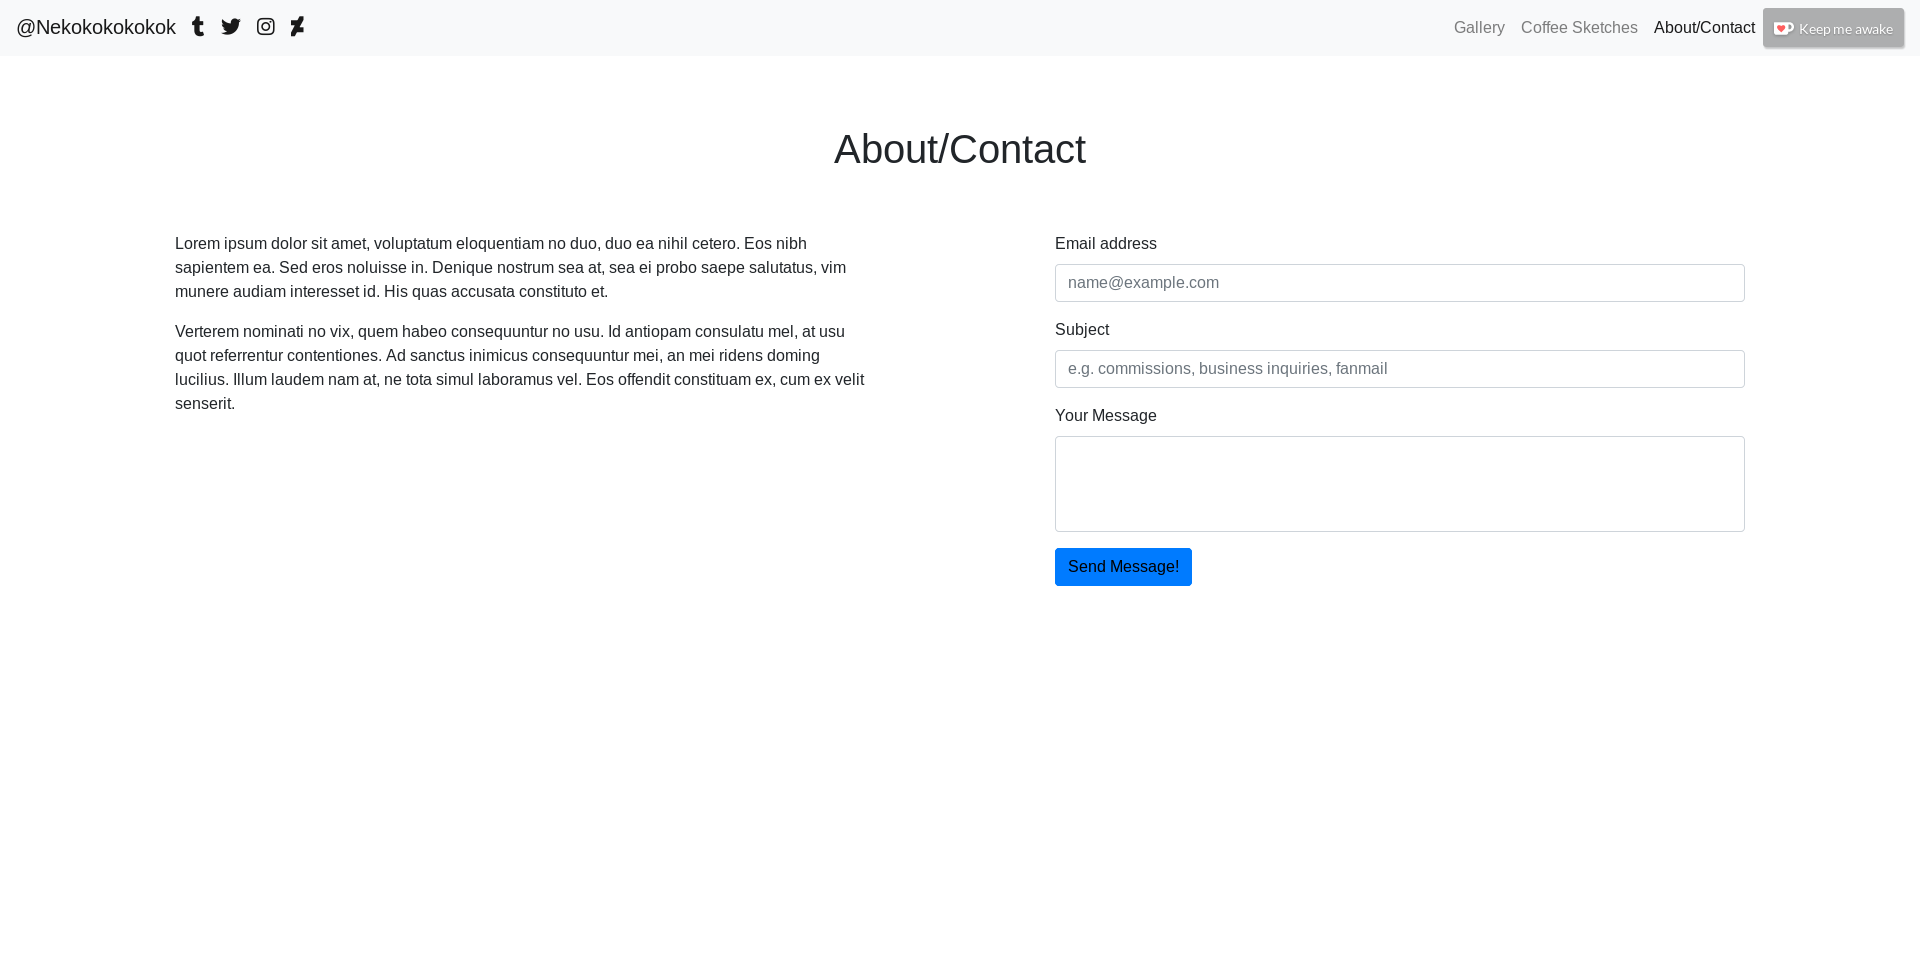 @Nekokokokokok
Gallery
Coffee Sketches
About/Contact
Keep me awake
About/Contact
Lorem ipsum dolor sit amet, voluptatum eloquentiam no duo, duo ea nihil cetero. Eos nibh
sapientem ea. Sed eros noluisse in. Denique nostrum sea at, sea ei probo saepe salutatus, vim
munere audiam interesset id. His quas accusata constituto et.
Verterem nominati no vix, quem habeo consequuntur no usu. Id antiopam consulatu mel, at usu
quot referrentur contentiones. Ad sanctus inimicus consequuntur mei, an mei ridens doming
lucilius. Illum laudem nam at, ne tota simul laboramus vel. Eos offendit constituam ex, cum ex velit
senserit.
Email address
name@example.com
Subject
e.g. commissions, business inquiries, fanmail
Your Message
Send Message!